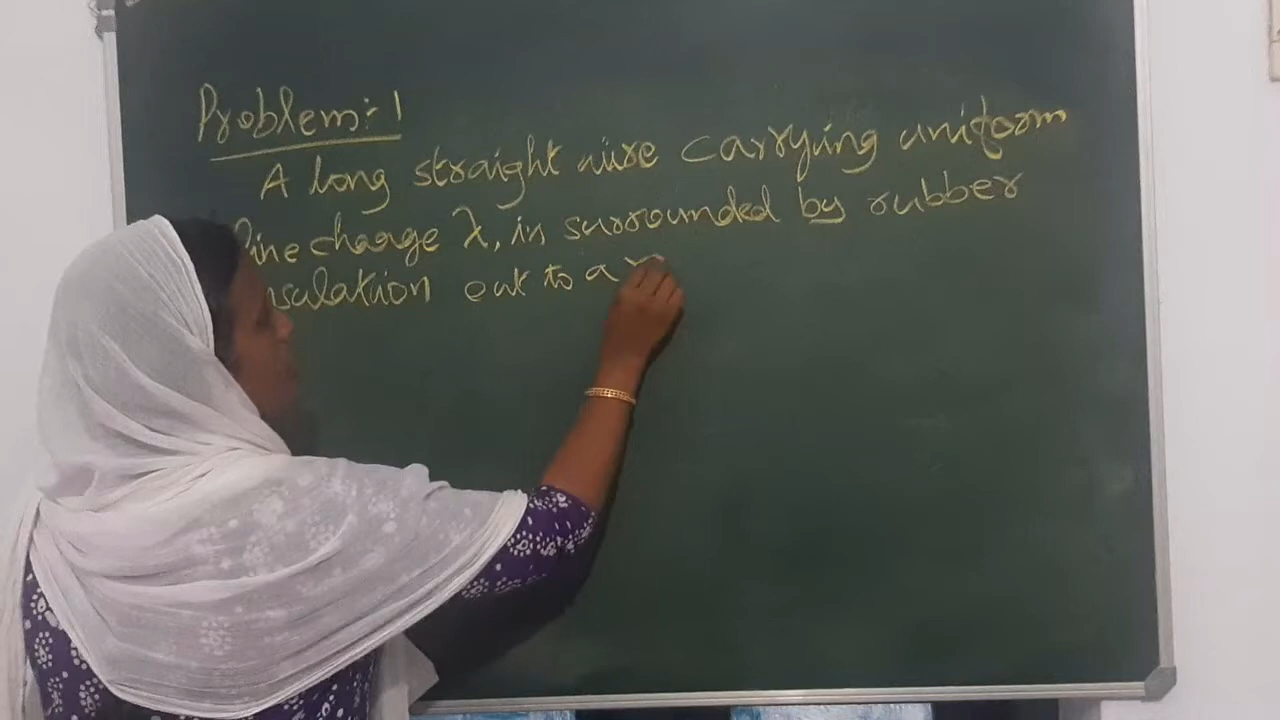 Problem:- 1
A long straight wire carrying uniform
line charge λ, is surrounded by rubber
insulation out to a